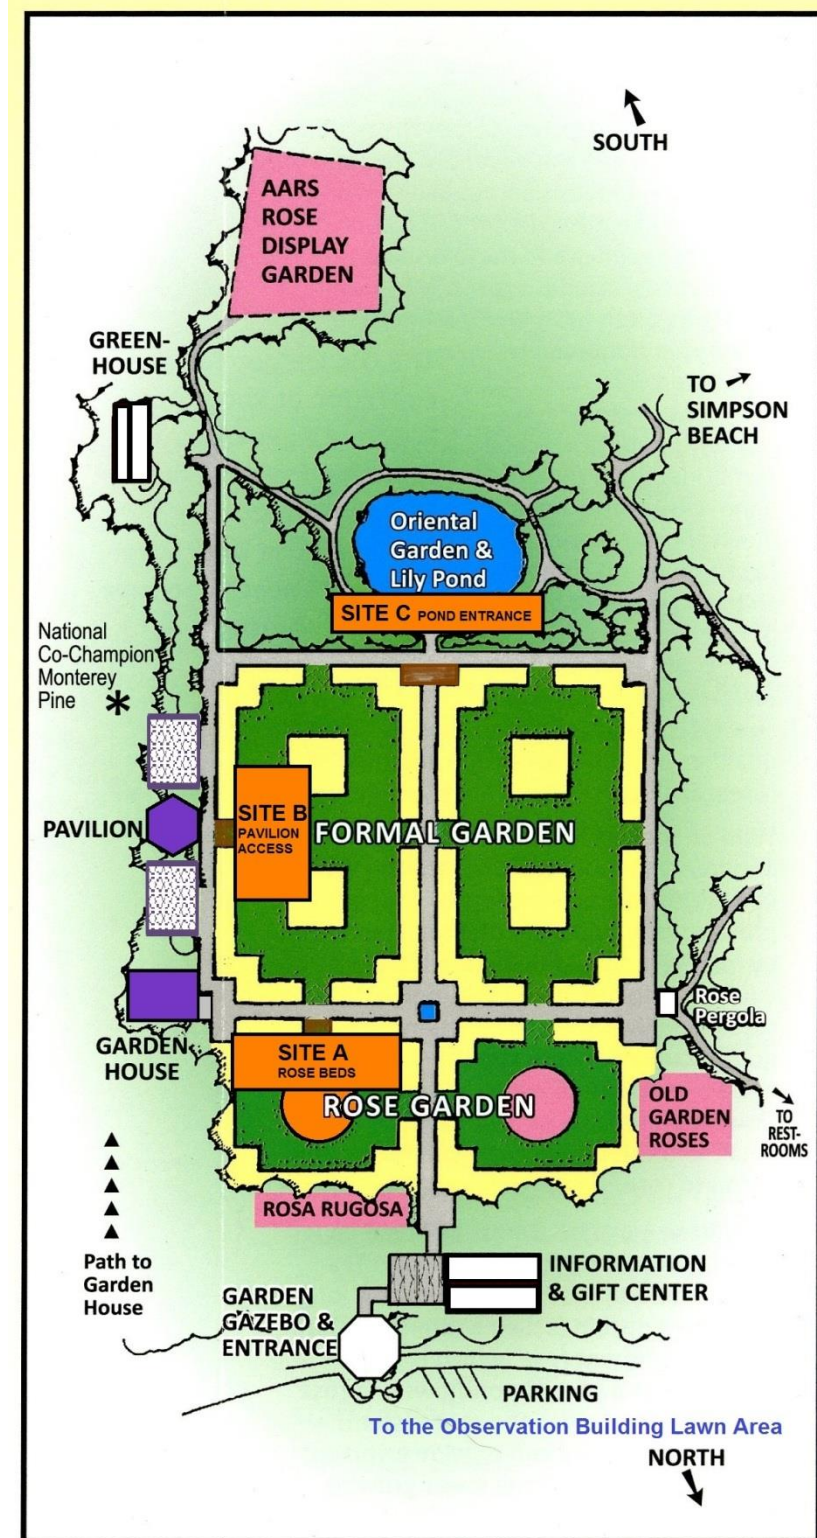 SOUTH
AARS
ROSE
DISPLAY
GARDEN
GREEN-
HOUSE
TO
SIMPSON
BEACH
Oriental
Garden &
Lily Pond
SITE C POND ENTRANCE
National
Co-Champion
Monterey
Pine
*
SITE B
PAVILION
ACCESS
PAVILION
FORMAL GARDEN
Rose
Pergola
GARDEN
HOUSE
SITE A
ROSE BEDS
ROSE GARDEN
OLD
GARDEN
ROSES
TO
REST-
ROOMS
ROSA RUGOSA
Path to
Garden
House
INFORMATION
& GIFT CENTER
GARDEN
GAZEBO &
ENTRANCE
PARKING
To the Observation Building Lawn Area
NORTH